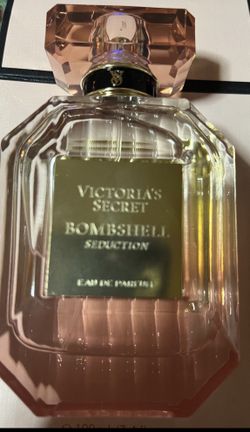 VICTORIA'S
SECRET
BOMBSHELL
SEDUCTION
EAU DE PARFUM